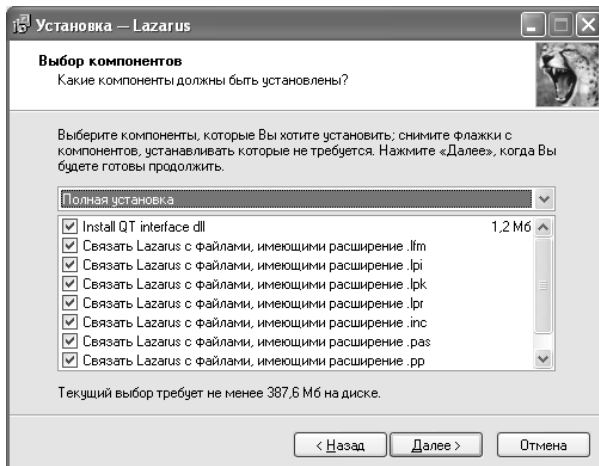 Установка — Lazarus
Выбор компонентов
Какие компоненты должны быть установлены?
Выберите компоненты, которые Вы хотите установить; снимите флажки с
компонентов, устанавливать которые не требуется. Нажмите «Далее», когда Вы
будете готовы продолжить.
Полная установка
Install QT interface dll 1,2 Мб
Связать Lazarus с файлами, имеющими расширение .lfm
Связать Lazarus с файлами, имеющими расширение .lpi
Связать Lazarus с файлами, имеющими расширение .lpk
Связать Lazarus с файлами, имеющими расширение .lpr
Связать Lazarus с файлами, имеющими расширение .inc
Связать Lazarus с файлами, имеющими расширение .pas
Связать Lazarus с файлами, имеющими расширение .pp
Текущий выбор требует не менее 387,6 Мб на диске.
< Назад Далее > Отмена